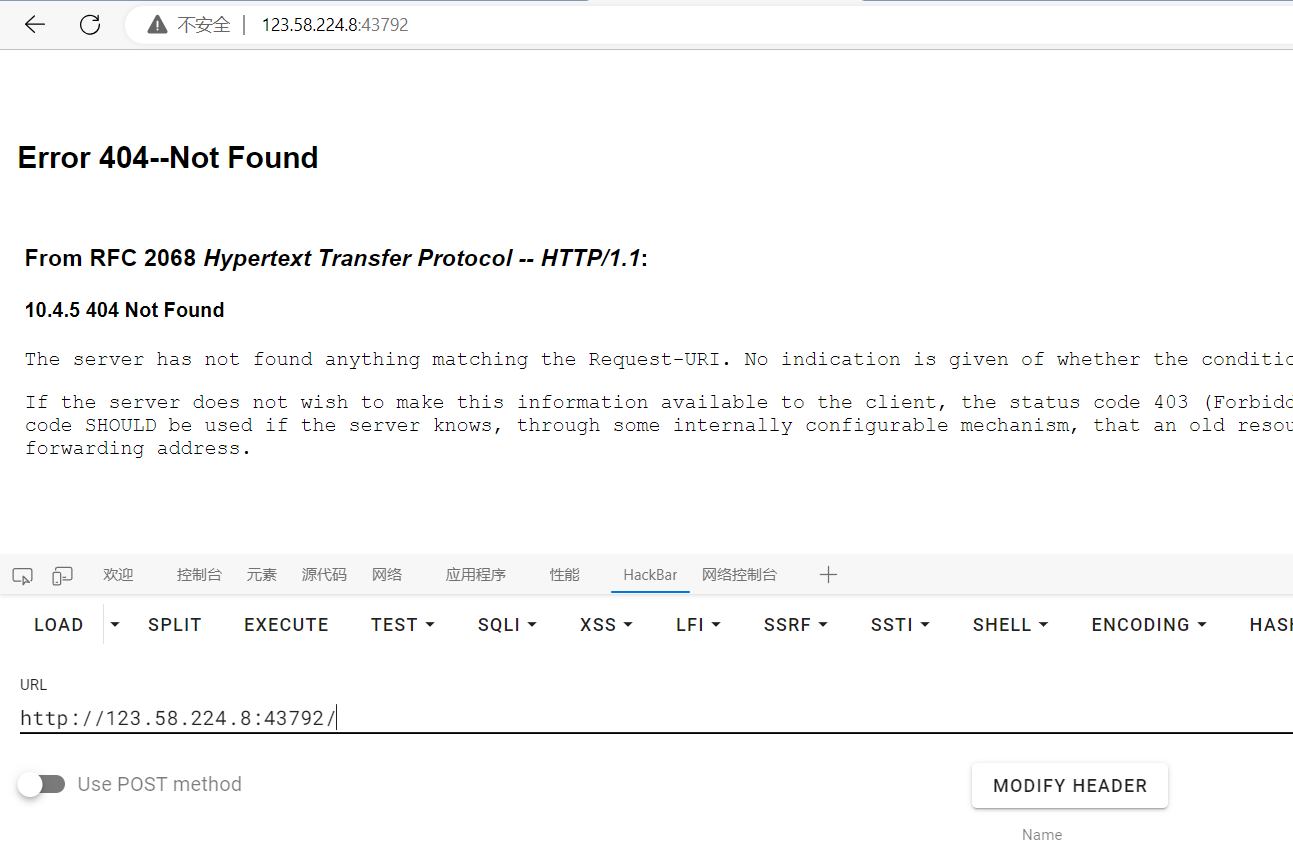 不安全 | 123.58.224.8:43792
Error 404--Not Found
From RFC 2068 Hypertext Transfer Protocol -- HTTP/1.1:
10.4.5 404 Not Found
The server has not found anything matching the Request-URI. No indication is given of whether the conditio
If the server does not wish to make this information available to the client, the status code 403 (Forbidd
code SHOULD be used if the server knows, through some internally configurable mechanism, that an old resou
forwarding address.
欢迎 控制台 元素 源代码 网络 应用程序 性能 HackBar 网络控制台
LOAD SPLIT EXECUTE TEST SQLI XSS LFI SSRF SSTI SHELL ENCODING HASH
URL
http://123.58.224.8:43792/
Use POST method
MODIFY HEADER
Name